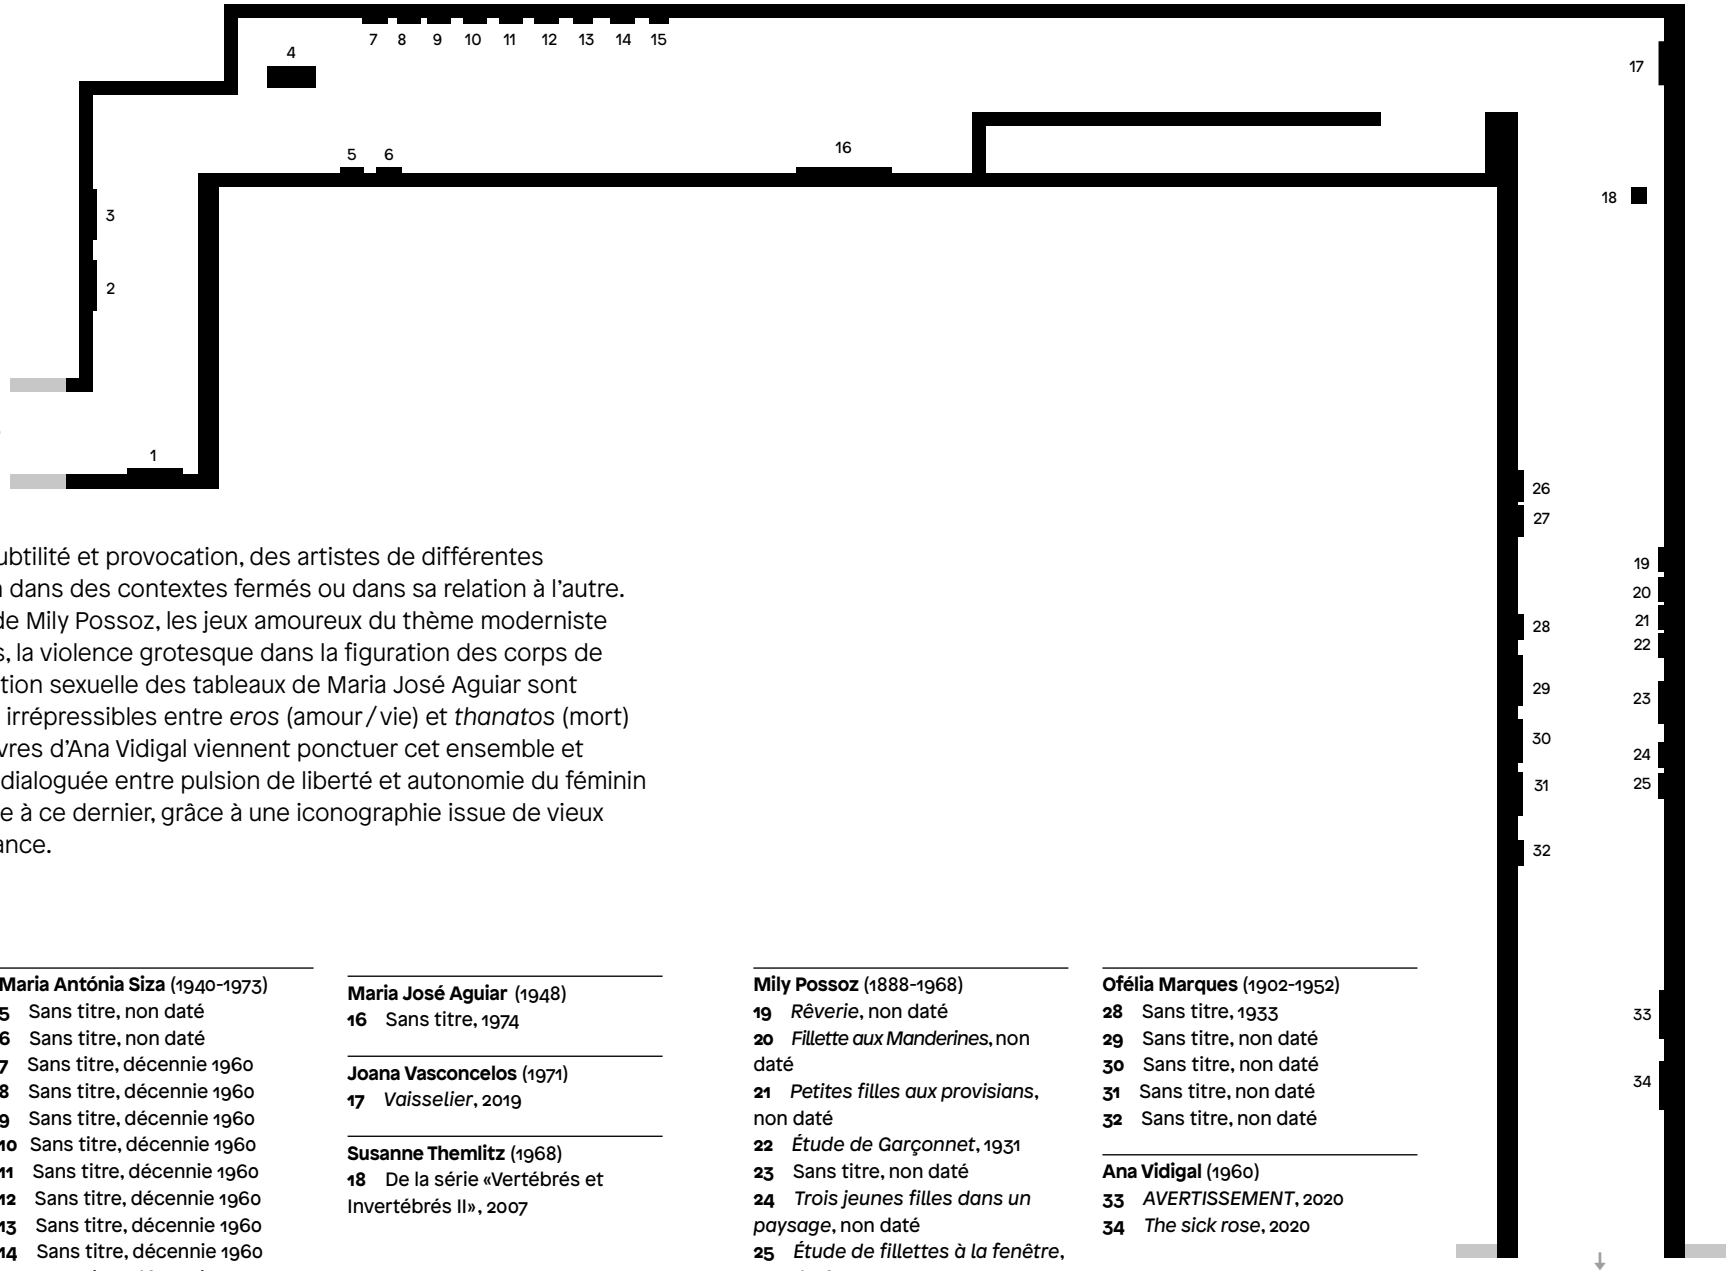 4
7 8 9 10 11 12 13 14 15
17
5 6
16
3
18
2
1
26
27
19
20
28
21
22
29
23
30
24
31
25
32
33
34
et provocation, des artistes de différentes
dans des contextes fermés ou dans sa relation à l’autre.
de Mily Possoz, les jeux amoureux du thème moderniste
la violence grotesque dans la figuration des corps de
sexuelle des tableaux de Maria José Aguiar sont
irrépressibles entre eros (amour/vie) et thanatos (mort)
d’Ana Vidigal viennent ponctuer cet ensemble et
dialoguée entre pulsion de liberté et autonomie du féminin
à ce dernier, grâce à une iconographie issue de vieux
Maria Antónia Siza (1940-1973)
5 Sans titre, non daté
6 Sans titre, non daté
7 Sans titre, décennie 1960
8 Sans titre, décennie 1960
9 Sans titre, décennie 1960
10 Sans titre, décennie 1960
11 Sans titre, décennie 1960
12 Sans titre, décennie 1960
13 Sans titre, décennie 1960
14 Sans titre, décennie 1960
Maria José Aguiar (1948)
16 Sans titre, 1974
Joana Vasconcelos (1971)
17 Vaisselier, 2019
Susanne Themlitz (1968)
18 De la série «Vertébrés et
Invertébrés II», 2007
Mily Possoz (1888-1968)
19 Rêverie, non daté
20 Fillette aux Manderines, non
daté
21 Petites filles aux provisians,
non daté
22 Étude de Garçonnet, 1931
23 Sans titre, non daté
24 Trois jeunes filles dans un
paysage, non daté
25 Étude de fillettes à la fenêtre,
Ofélia Marques (1902-1952)
28 Sans titre, 1933
29 Sans titre, non daté
30 Sans titre, non daté
31 Sans titre, non daté
32 Sans titre, non daté
Ana Vidigal (1960)
33 AVERTISSEMENT, 2020
34 The sick rose, 2020